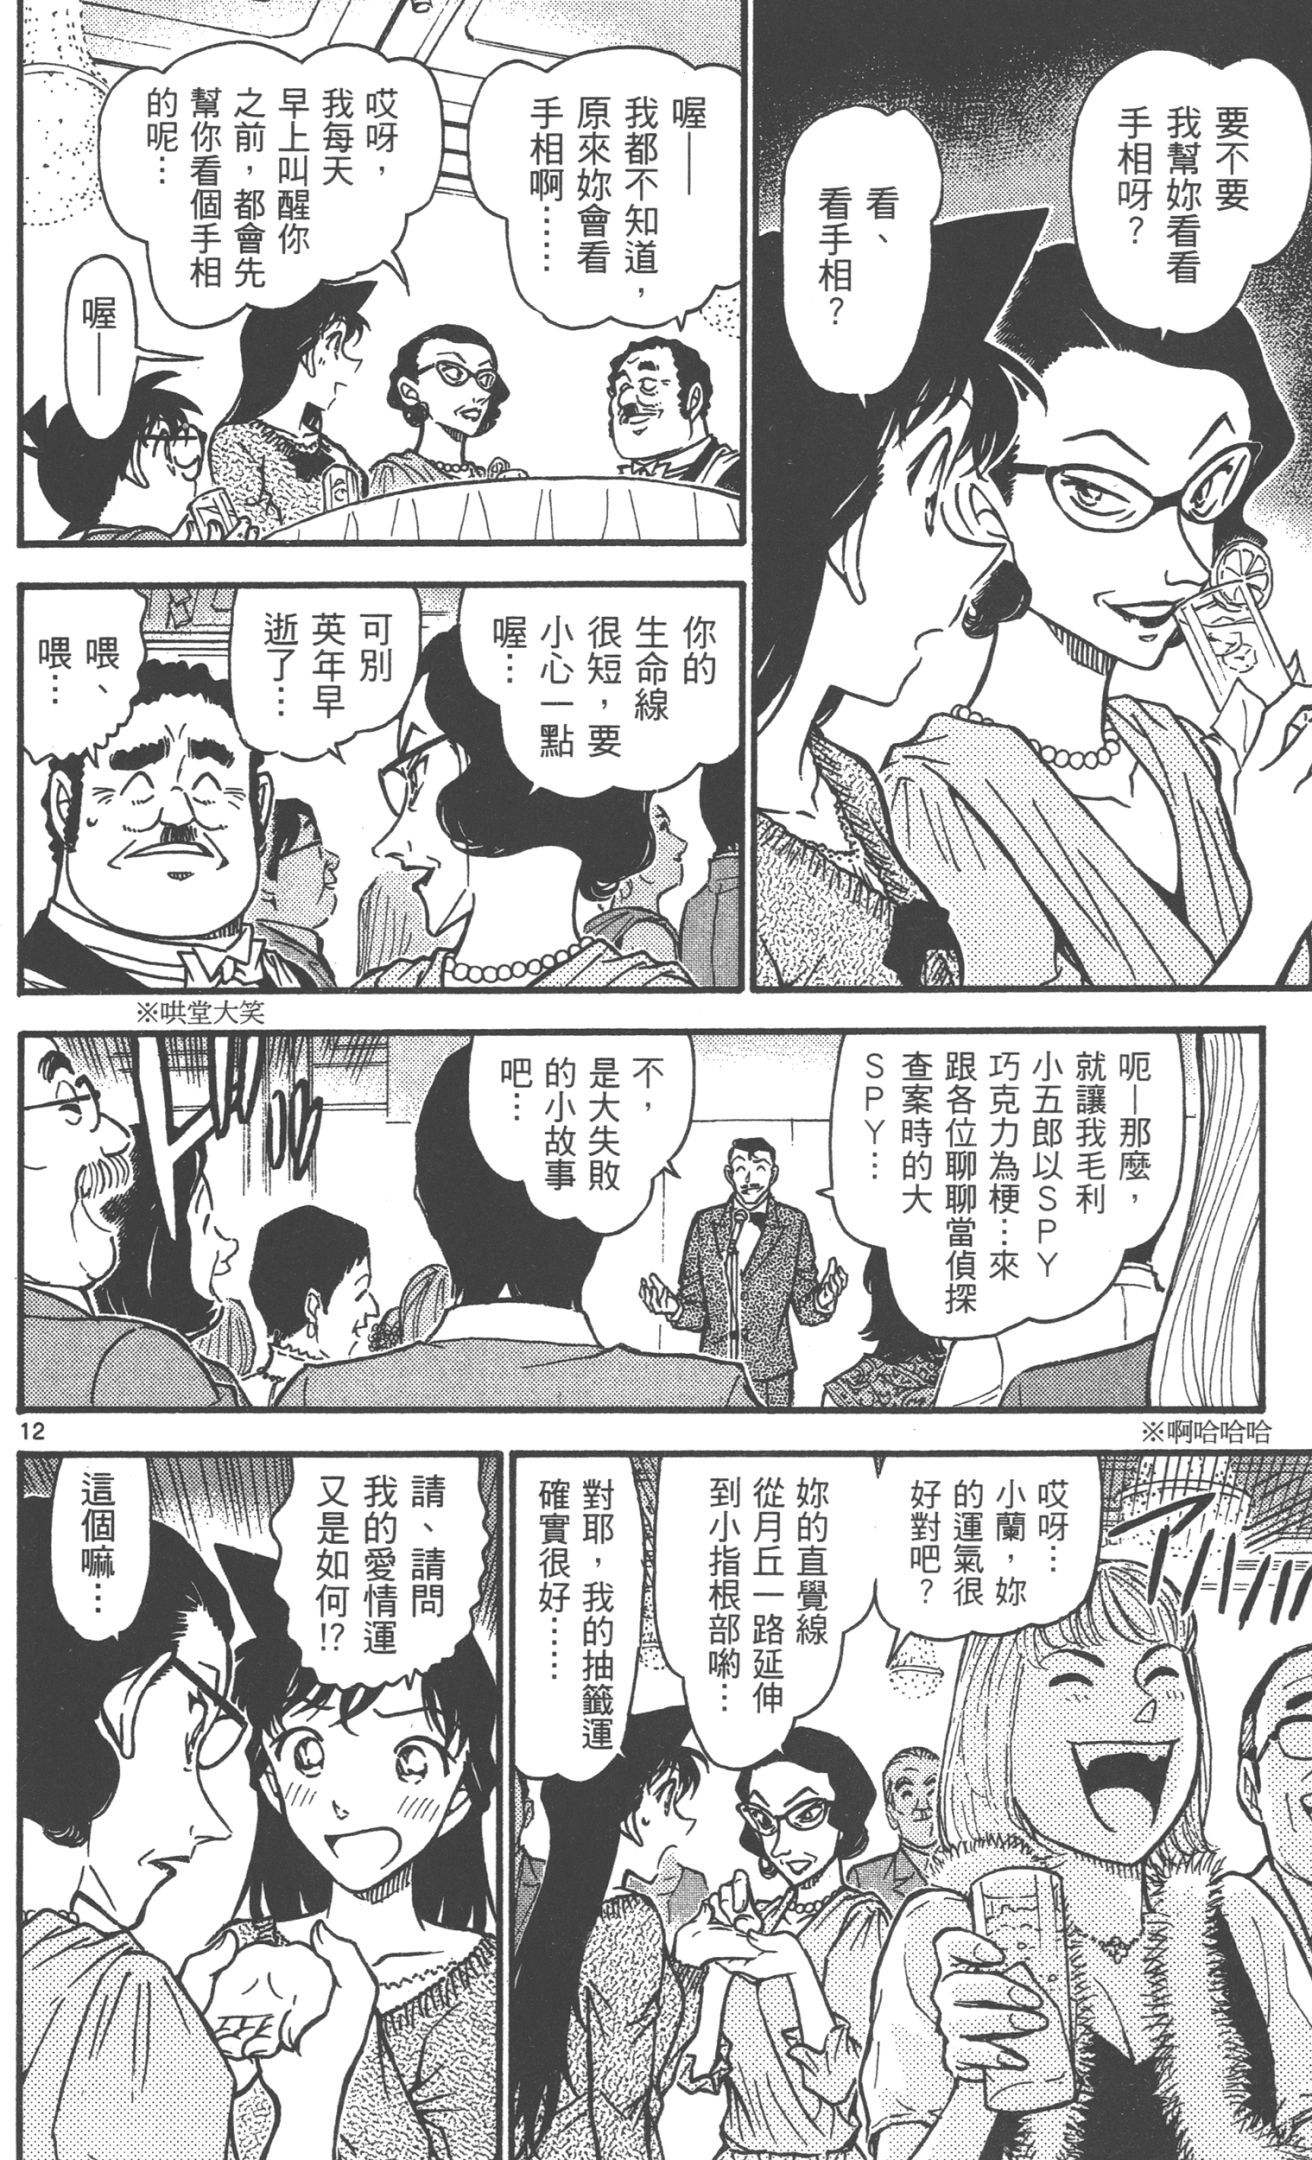 要不要
我幫妳看看
手相呀？
看、
看手相？
喔──
我都不知道，
原來妳會看
手相啊……
哎呀，
我每天
早上叫醒你
之前，都會先
幫你看個手相
的呢…
喔──
你的
生命線
很短，要
小心一點
喔…
可別
英年早
逝了…
喂、
喂…
※哄堂大笑
呃─那麼，
就讓我毛利
小五郎以SPY
巧克力為梗…來
跟各位聊聊當偵探
查案時的大
SPY…
不，
是大失敗
的小故事
吧…
12
※啊哈哈哈
哎呀…
小蘭，妳
的運氣很
好對吧？
妳的直覺線
從月丘一路延伸
到小指根部喲…
對耶，我的抽籤運
確實很好……
請、請問
我的愛情運
又是如何!?
這個嘛…